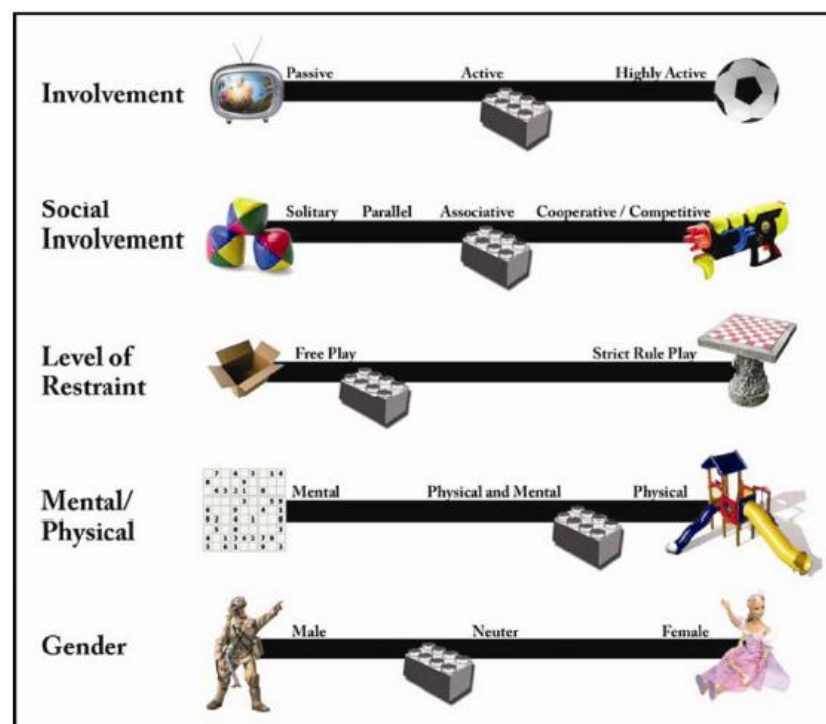 Involvement
Passive Active Highly Active
Social
Involvement
Solitary Parallel Associative Cooperative / Competitive
Level of
Restraint
Free Play Strict Rule Play
Mental/
Physical
Mental Physical and Mental Physical
Gender
Male Neuter Female